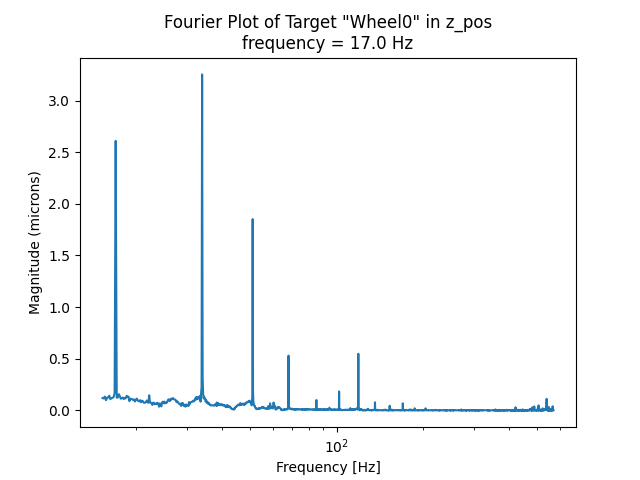 Fourier Plot of Target "Wheel0" in z_pos
frequency = 17.0 Hz
Magnitude (microns)
3.0
2.5
2.0
1.5
1.0
0.5
0.0
10²
Frequency [Hz]